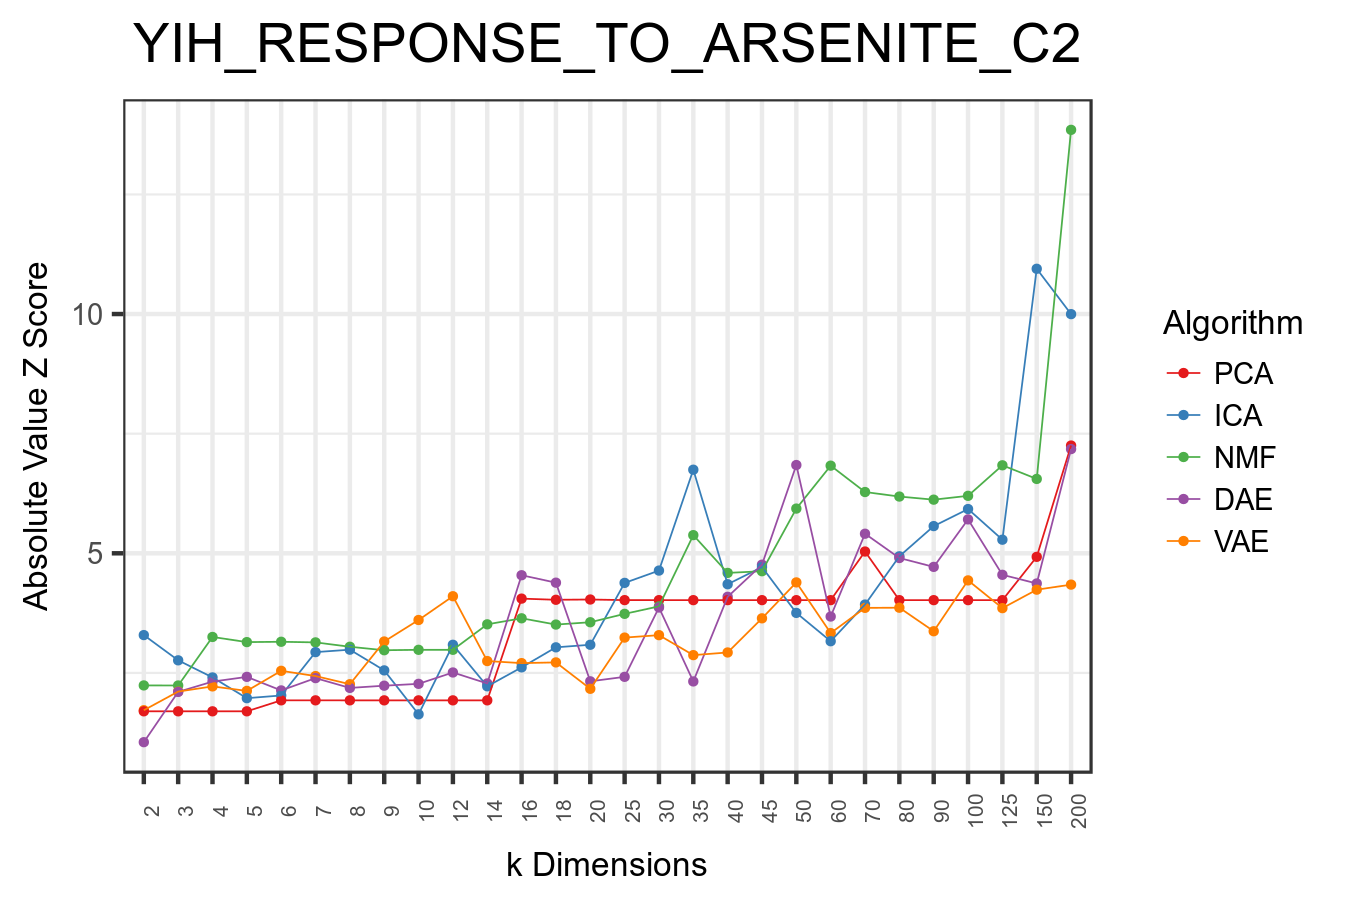 YIH_RESPONSE_TO_ARSENITE_C2
Absolute Value Z Score
10
5
2 3 4 5 6 7 8 9 10 12 14 16 18 20 25 30 35 40 45 50 60 70 80 90 100 125 150 200
k Dimensions
Algorithm
PCA
ICA
NMF
DAE
VAE